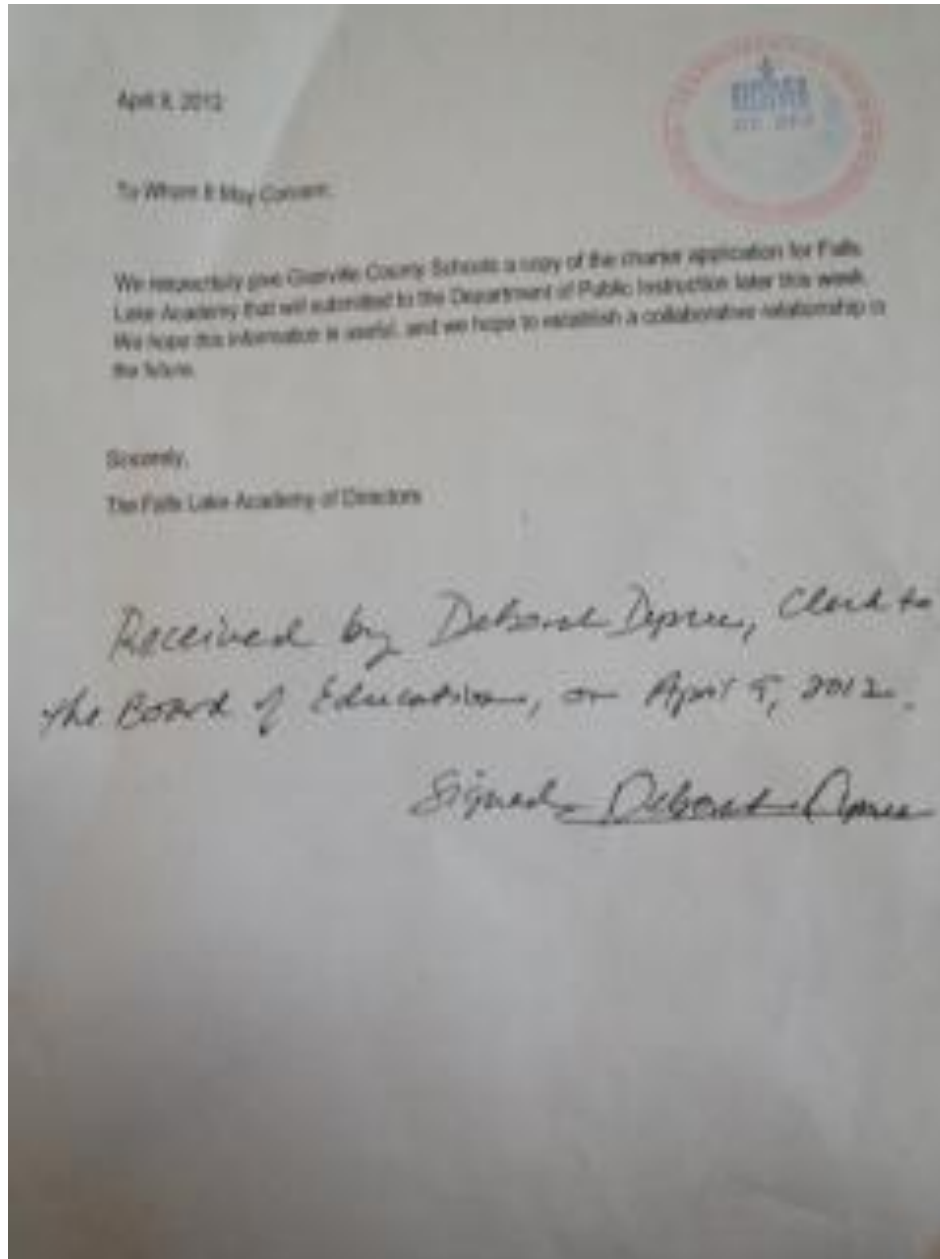 April 9, 2012
To Whom It May Concern:
We respectfully give Granville County Schools a copy of the charter application for Falls
Lake Academy that will submitted to the Department of Public Instruction later this week.
We hope this information is useful, and we hope to establish a collaborative relationship in
the future.
Sincerely,
The Falls Lake Academy of Directors
Received by Deborah Dupree, Clerk to
the Board of Education, on April 9, 2012.
Signed Deborah